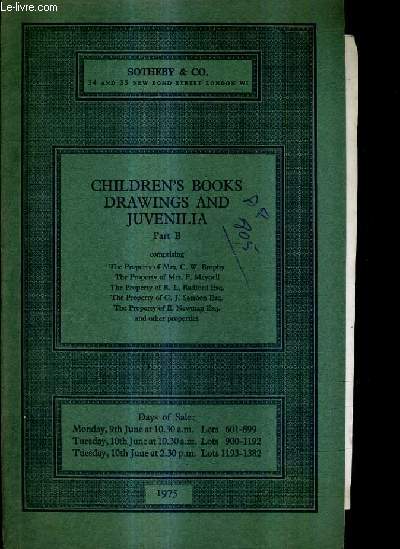 Le-livre.com
SOTHEBY & CO.
34 AND 35 NEW BOND STREET LONDON W1
CHILDREN'S BOOKS
DRAWINGS AND
JUVENILIA
Part B
comprising
The Property of Mrs. C. W. Brophy
The Property of Mrs. F.
The Property of R. L. Radford Esq.
The Property of G. J. Samson Esq.
The Property of E. Newman Esq.
and other properties
Days of Sale:
Monday, 9th June at 10.30 a.m. Lots 601-899
Tuesday, 10th June at 10.30 a.m. Lots 900-1192
Tuesday, 10th June at 2.30 p.m. Lots 1193-1382
1975